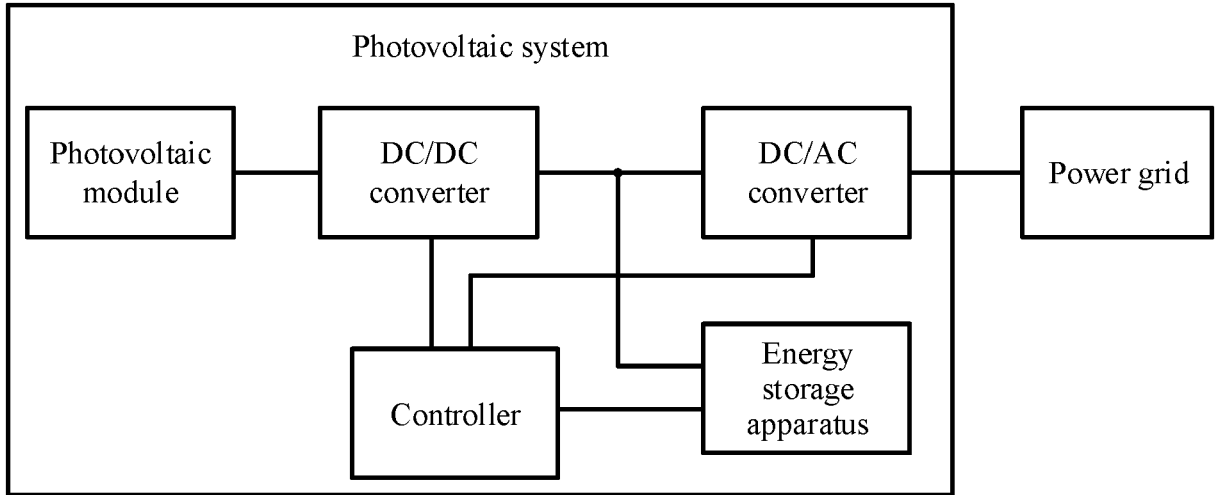 Photovoltaic system
Photovoltaic
module
DC/DC
converter
DC/AC
converter
Power grid
Controller
Energy
storage
apparatus